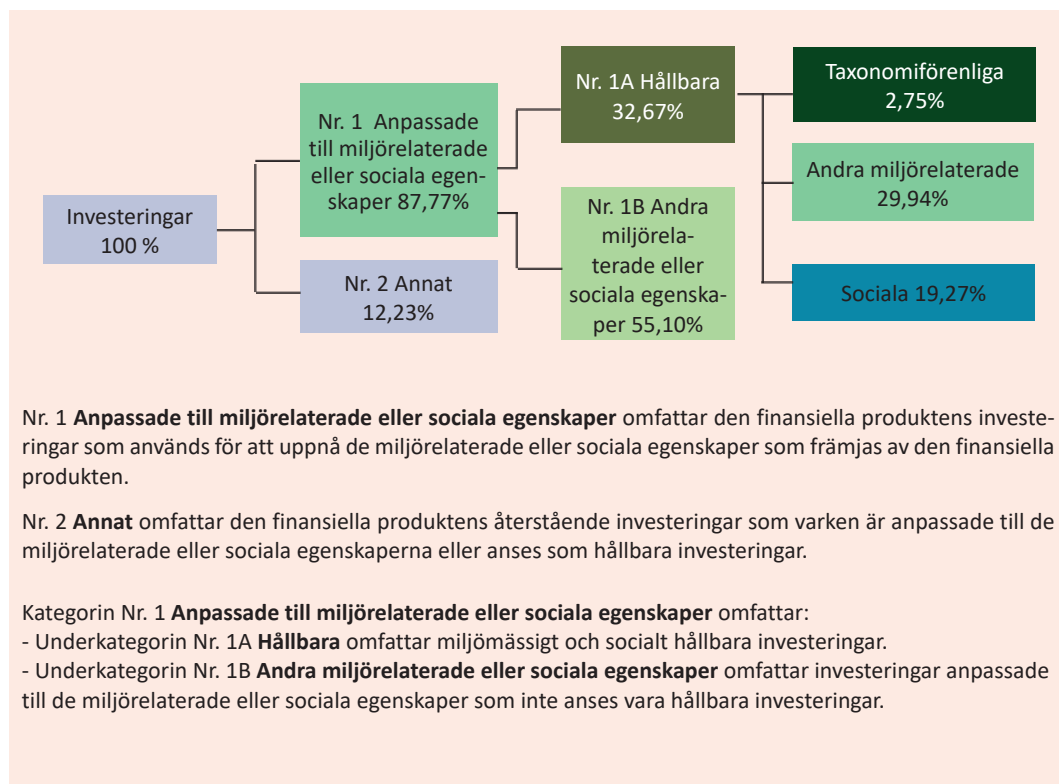 Investeringar
100 %
Nr. 1 Anpassade
till miljörelaterade
eller sociala egen-
skaper 87,77%
Nr. 2 Annat
12,23%
Nr. 1A Hållbara
32,67%
Nr. 1B Andra
miljörela-
terade eller
sociala egenska-
per 55,10%
Taxonomiförenliga
2,75%
Andra miljörelaterade
29,94%
Sociala 19,27%
Nr. 1 Anpassade till miljörelaterade eller sociala egenskaper omfattar den finansiella produktens investe-
ringar som används för att uppnå de miljörelaterade eller sociala egenskaper som främjas av den finansiella
produkten.
Nr. 2 Annat omfattar den finansiella produktens återstående investeringar som varken är anpassade till de
miljörelaterade eller sociala egenskaperna eller anses som hållbara investeringar.
Kategorin Nr. 1 Anpassade till miljörelaterade eller sociala egenskaper omfattar:
- Underkategorin Nr. 1A Hållbara omfattar miljömässigt och socialt hållbara investeringar.
- Underkategorin Nr. 1B Andra miljörelaterade eller sociala egenskaper omfattar investeringar anpassade
till de miljörelaterade eller sociala egenskaper som inte anses vara hållbara investeringar.